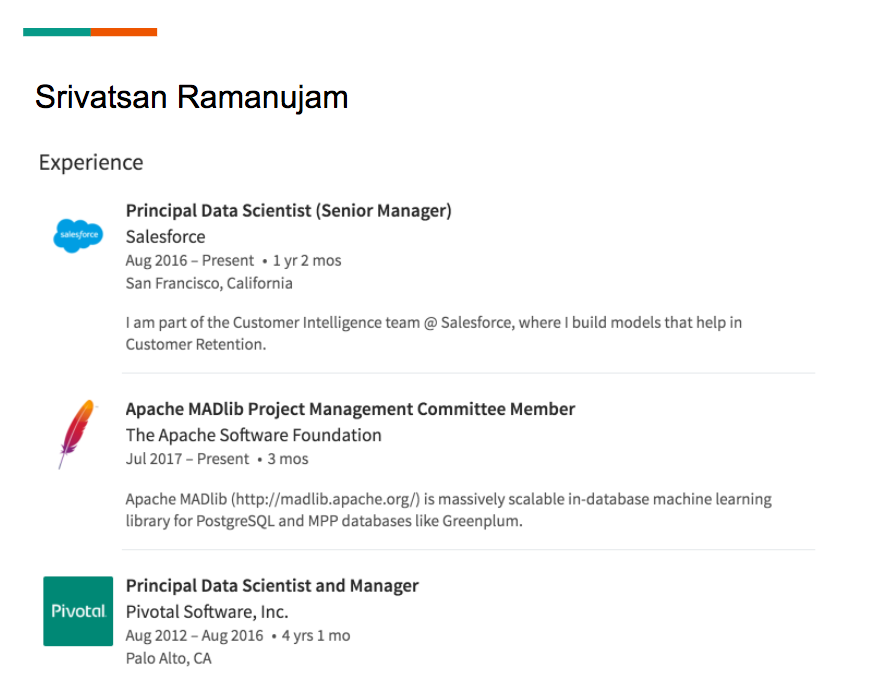 Srivatsan Ramanujam
Experience
salesforce
Principal Data Scientist (Senior Manager)
Salesforce
Aug 2016 – Present • 1 yr 2 mos
San Francisco, California
I am part of the Customer Intelligence team @ Salesforce, where I build models that help in
Customer Retention.
Apache MADlib Project Management Committee Member
The Apache Software Foundation
Jul 2017 – Present • 3 mos
Apache MADlib (http://madlib.apache.org/) is massively scalable in-database machine learning
library for PostgreSQL and MPP databases like Greenplum.
Pivotal
Principal Data Scientist and Manager
Pivotal Software, Inc.
Aug 2012 – Aug 2016 • 4 yrs 1 mo
Palo Alto, CA